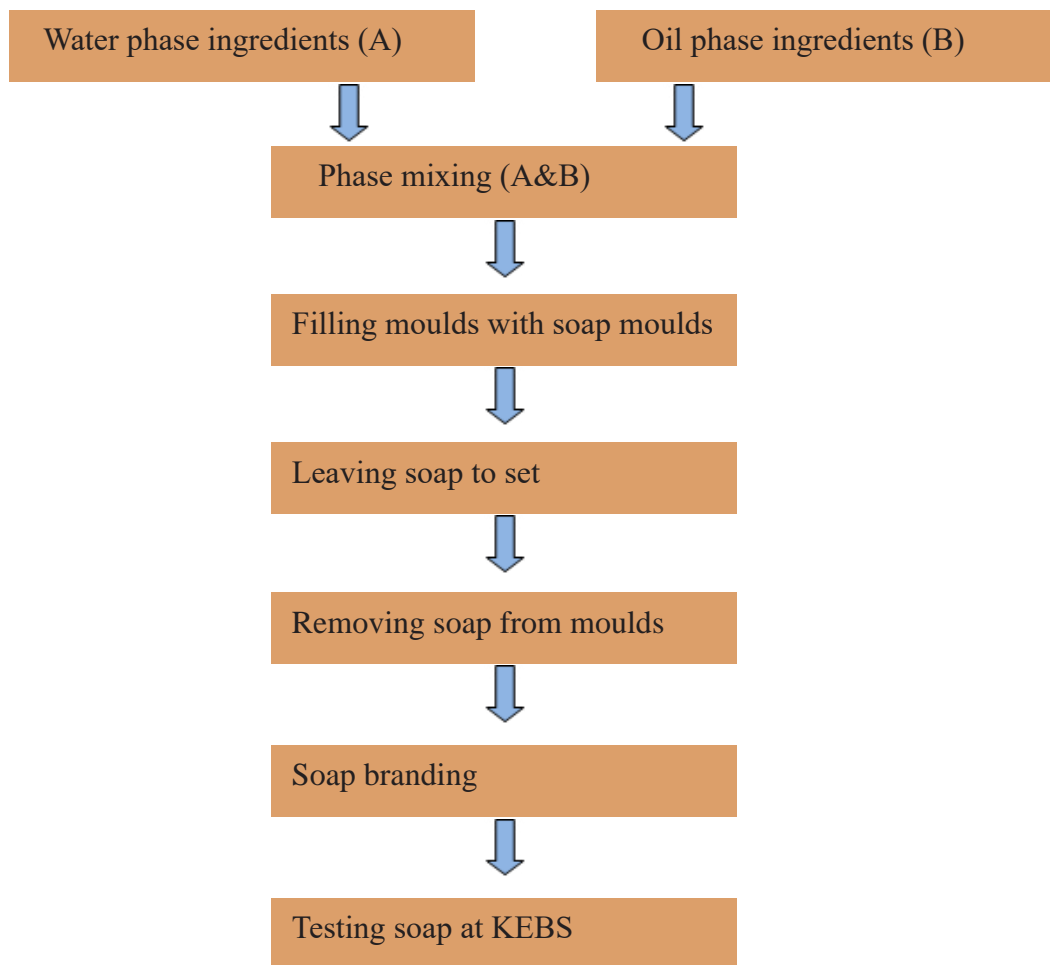 Water phase ingredients (A)
Oil phase ingredients (B)
Phase mixing (A&B)
Filling moulds with soap moulds
Leaving soap to set
Removing soap from moulds
Soap branding
Testing soap at KEBS